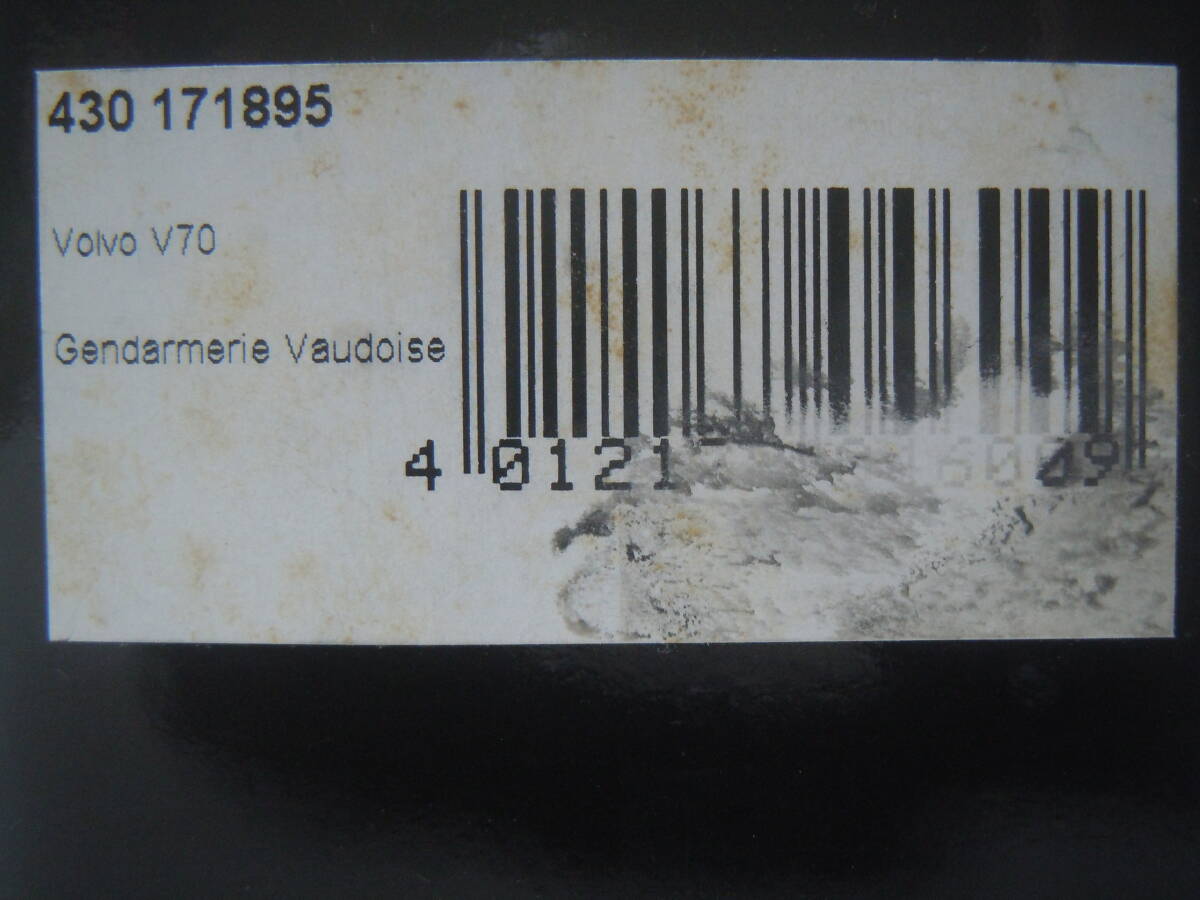 430 171895
Volvo V70
Gendarmerie Vaudoise
4 0121